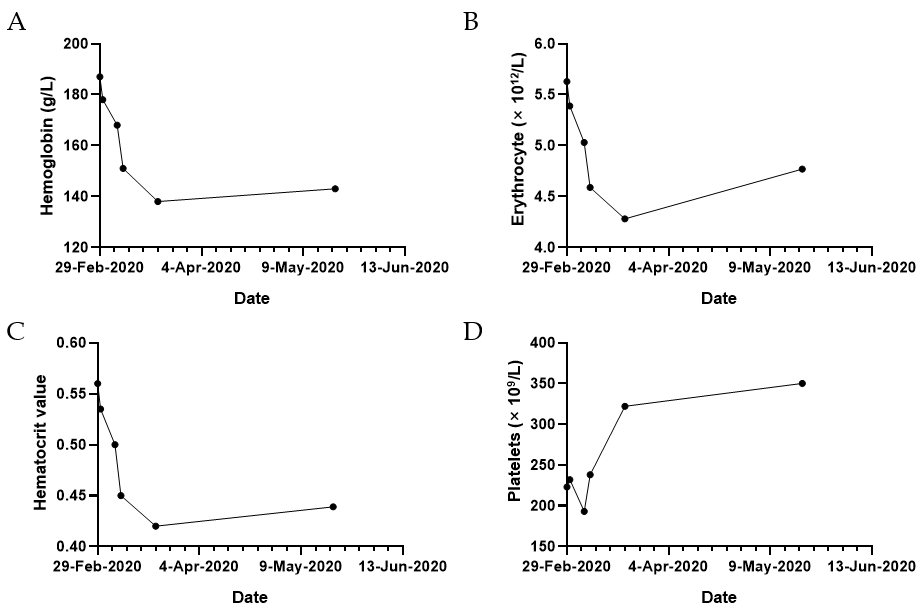 A
Hemoglobin (g/L)
200
180
160
140
120
29-Feb-2020 4-Apr-2020 9-May-2020 13-Jun-2020
Date
B
Erythrocyte (× 10¹²/L)
6.0
5.5
5.0
4.5
4.0
29-Feb-2020 4-Apr-2020 9-May-2020 13-Jun-2020
Date
C
Hematocrit value
0.60
0.55
0.50
0.45
0.40
29-Feb-2020 4-Apr-2020 9-May-2020 13-Jun-2020
Date
D
Platelets (× 10⁹/L)
400
350
300
250
200
150
29-Feb-2020 4-Apr-2020 9-May-2020 13-Jun-2020
Date